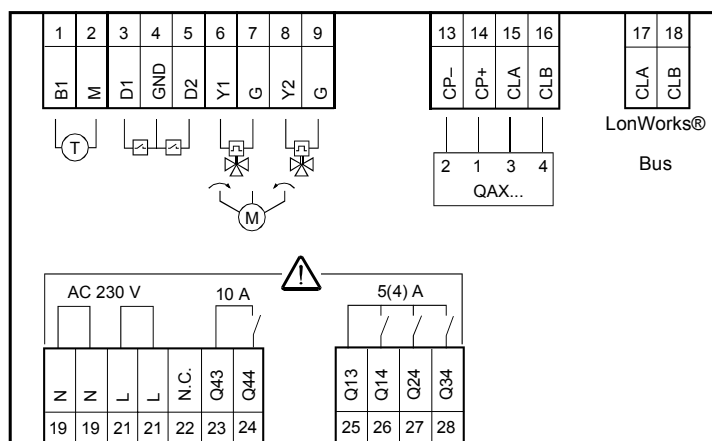 1 2 3 4 5 6 7 8 9
B1 M D1 GND D2 Y1 G Y2 G
T
M
13 14 15 16
CP– CP+ CLA CLB
2 1 3 4
QAX...
17 18
CLA CLB
LonWorks®
Bus
AC 230 V 10 A
N N L L N.C. Q43 Q44
19 19 21 21 22 23 24
5(4) A
Q13 Q14 Q24 Q34
25 26 27 28